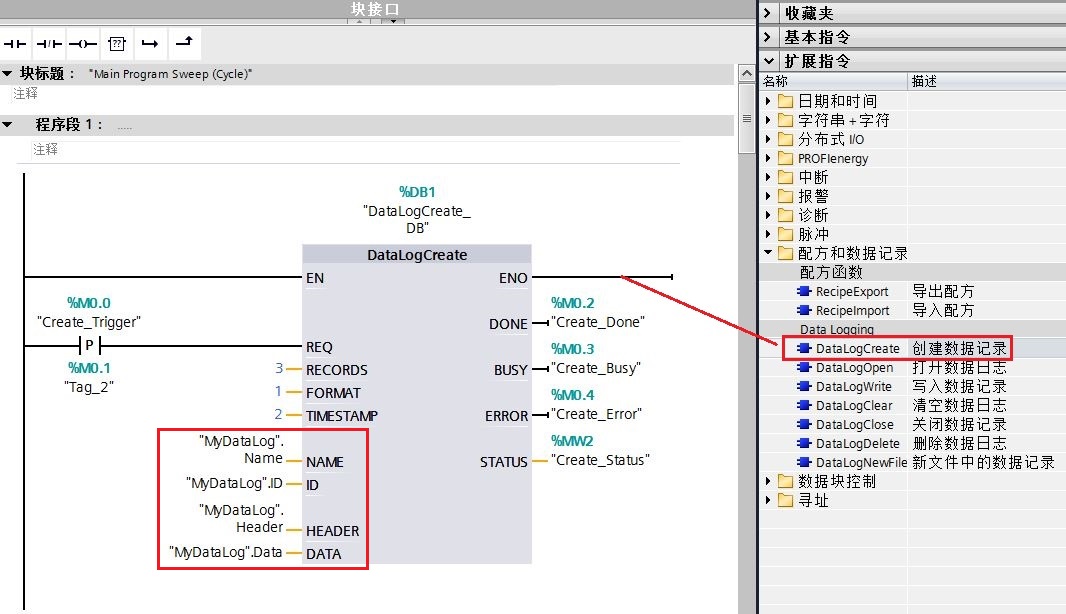 块接口
块标题： "Main Program Sweep (Cycle)"
注释
程序段 1： .....
注释
%DB1
"DataLogCreate_
DB"
DataLogCreate
EN
ENO
%M0.0
"Create_Trigger"
P
%M0.1
"Tag_2"
REQ
3 RECORDS
1 FORMAT
2 TIMESTAMP
"MyDataLog".
Name NAME
"MyDataLog".ID ID
"MyDataLog".
Header HEADER
"MyDataLog".Data DATA
%M0.2
DONE "Create_Done"
%M0.3
BUSY "Create_Busy"
%M0.4
ERROR "Create_Error"
%MW2
STATUS "Create_Status"
收藏夹
基本指令
扩展指令
名称 描述
日期和时间
字符串 + 字符
分布式 I/O
PROFIenergy
中断
报警
诊断
脉冲
配方和数据记录
配方函数
RecipeExport 导出配方
RecipeImport 导入配方
Data Logging
DataLogCreate 创建数据记录
DataLogOpen 打开数据日志
DataLogWrite 写入数据日志
DataLogClear 清空数据日志
DataLogClose 关闭数据记录
DataLogDelete 删除数据日志
DataLogNewFile 新文件中的数据记录
数据块控制
寻址